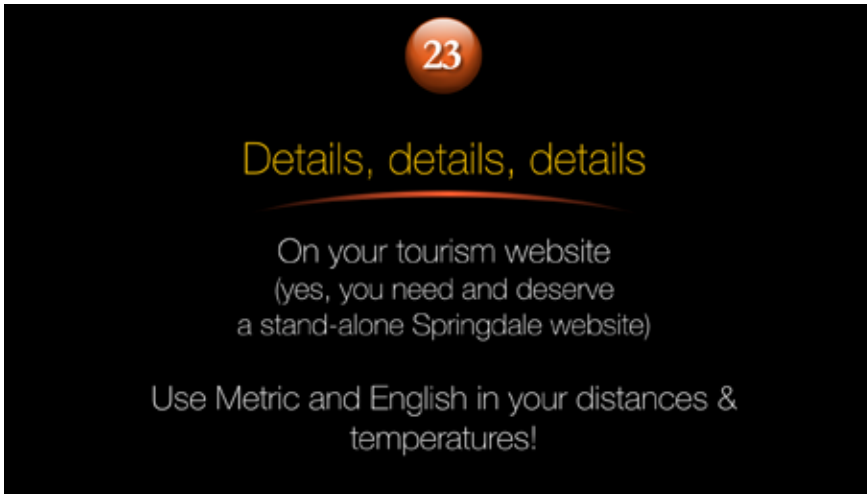 23
Details, details, details
On your tourism website
(yes, you need and deserve
a stand-alone Springdale website)
Use Metric and English in your distances &
temperatures!